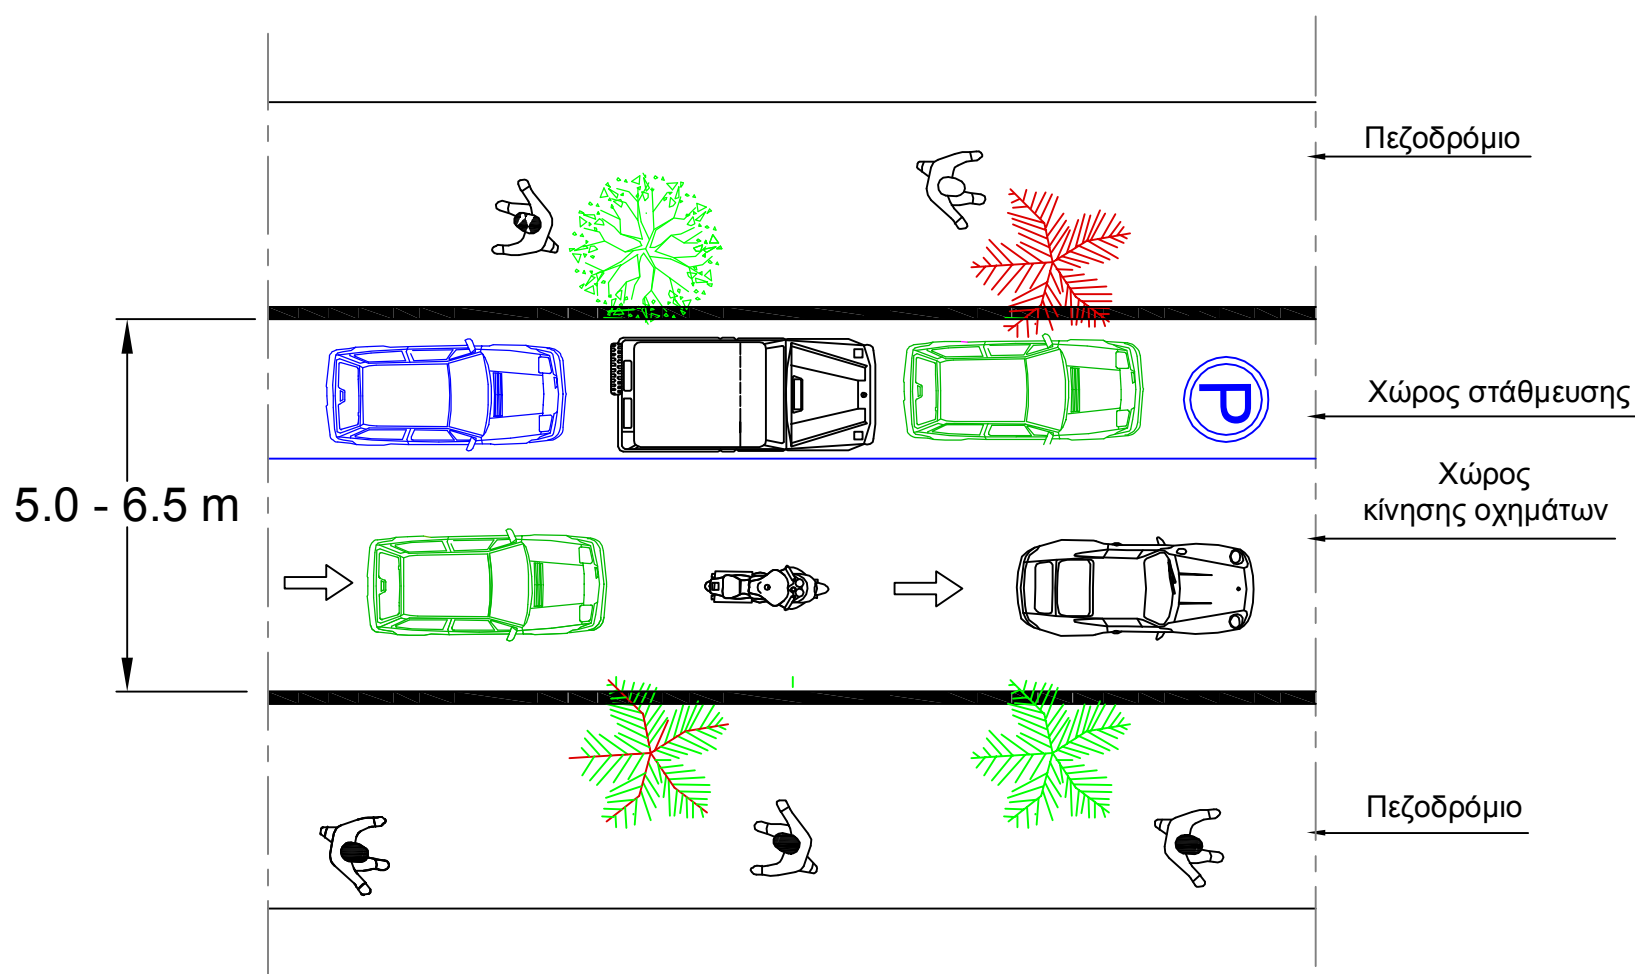 Πεζοδρόμιο
P
Χώρος στάθμευσης
Χώρος
κίνησης οχημάτων
5.0 - 6.5 m
Πεζοδρόμιο